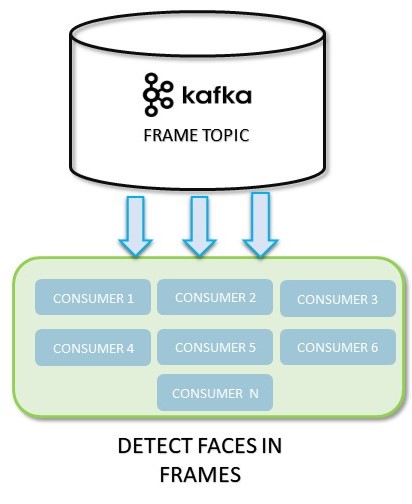 kafka
FRAME TOPIC
CONSUMER 1 CONSUMER 2 CONSUMER 3
CONSUMER 4 CONSUMER 5 CONSUMER 6
CONSUMER N
DETECT FACES IN
FRAMES